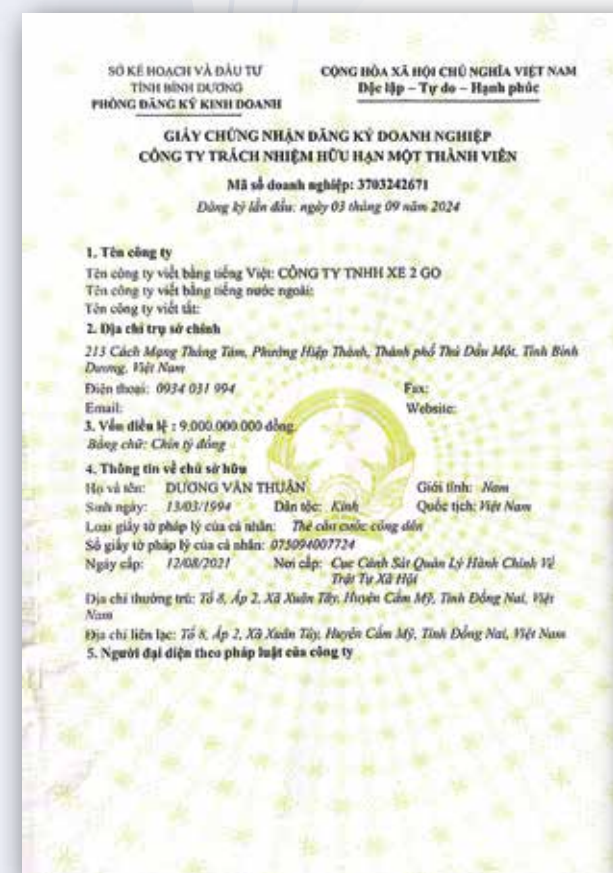 SỞ KẾ HOẠCH VÀ ĐẦU TƯ
TỈNH BÌNH DƯƠNG
PHÒNG ĐĂNG KÝ KINH DOANH
CỘNG HÒA XÃ HỘI CHỦ NGHĨA VIỆT NAM
Độc lập – Tự do – Hạnh phúc
GIẤY CHỨNG NHẬN ĐĂNG KÝ DOANH NGHIỆP
CÔNG TY TRÁCH NHIỆM HỮU HẠN MỘT THÀNH VIÊN
Mã số doanh nghiệp: 3703242671
Đăng ký lần đầu: ngày 03 tháng 09 năm 2024
1. Tên công ty
Tên công ty viết bằng tiếng Việt: CÔNG TY TNHH XE 2 GO
Tên công ty viết bằng tiếng nước ngoài:
Tên công ty viết tắt:
2. Địa chỉ trụ sở chính
213 Cách Mạng Tháng Tám, Phường Hiệp Thành, Thành phố Thủ Dầu Một, Tỉnh Bình
Dương, Việt Nam
Điện thoại: 0934 031 994 Fax:
Email: Website:
3. Vốn điều lệ : 9.000.000.000 đồng.
Bằng chữ: Chín tỷ đồng
4. Thông tin về chủ sở hữu
Họ và tên: DƯƠNG VĂN THUẬN Giới tính: Nam
Sinh ngày: 13/03/1994 Dân tộc: Kinh Quốc tịch: Việt Nam
Loại giấy tờ pháp lý của cá nhân: Thẻ căn cước công dân
Số giấy tờ pháp lý của cá nhân: 075094007724
Ngày cấp: 12/08/2021 Nơi cấp: Cục Cảnh Sát Quản Lý Hành Chính Về
Trật Tự Xã Hội
Địa chỉ thường trú: Tổ 8, Ấp 2, Xã Xuân Tây, Huyện Cẩm Mỹ, Tỉnh Đồng Nai, Việt
Nam
Địa chỉ liên lạc: Tổ 8, Ấp 2, Xã Xuân Tây, Huyện Cẩm Mỹ, Tỉnh Đồng Nai, Việt Nam
5. Người đại diện theo pháp luật của công ty